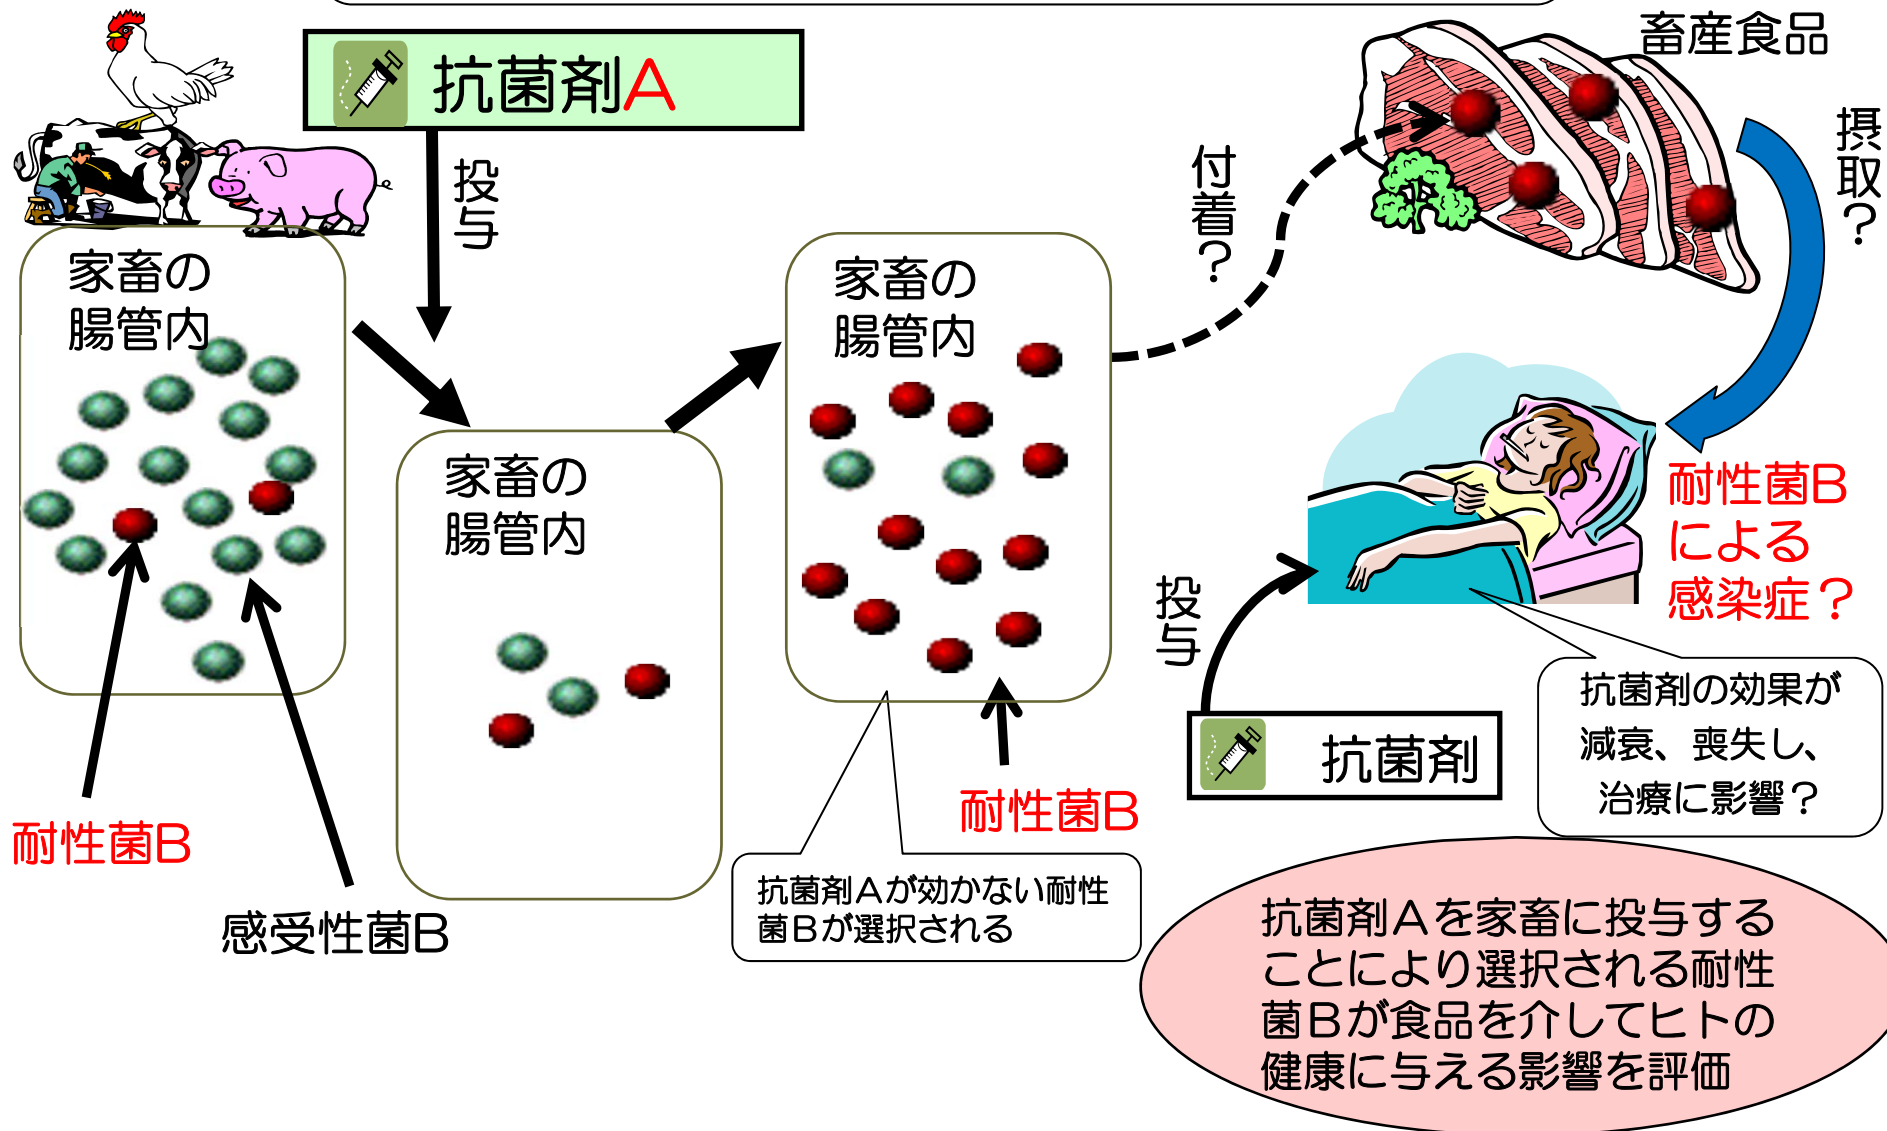 抗菌剤A
投与
家畜の
腸管内
家畜の
腸管内
家畜の
腸管内
付着?
畜産食品
摂取?
耐性菌B
感受性菌B
耐性菌B
抗菌剤Aが効かない耐性
菌Bが選択される
投与
抗菌剤
耐性菌B
による
感染症?
抗菌剤の効果が
減衰、喪失し、
治療に影響?
抗菌剤Aを家畜に投与する
ことにより選択される耐性
菌Bが食品を介してヒトの
健康に与える影響を評価